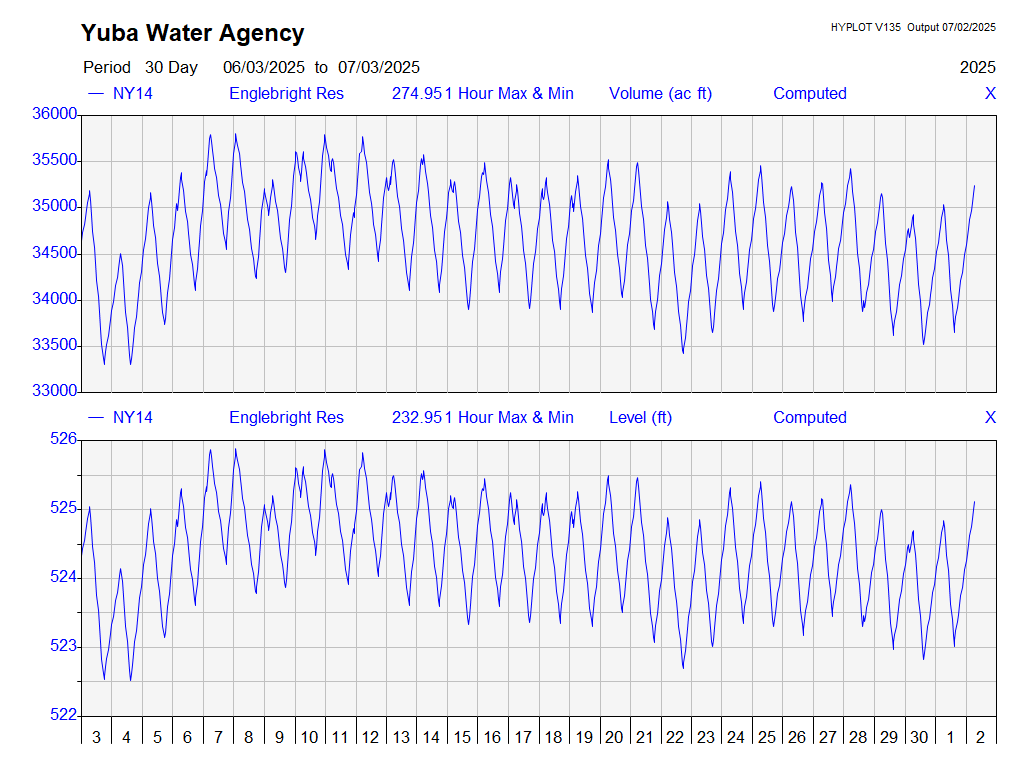 Yuba Water Agency
HYPLOT V135 Output 07/02/2025
Period 30 Day 06/03/2025 to 07/03/2025 2025
NY14 Englebright Res 274.951 Hour Max & Min Volume (ac ft) Computed X
36000
35500
35000
34500
34000
33500
33000
NY14 Englebright Res 232.951 Hour Max & Min Level (ft) Computed X
526
525
524
523
522
3 4 5 6 7 8 9 10 11 12 13 14 15 16 17 18 19 20 21 22 23 24 25 26 27 28 29 30 1 2